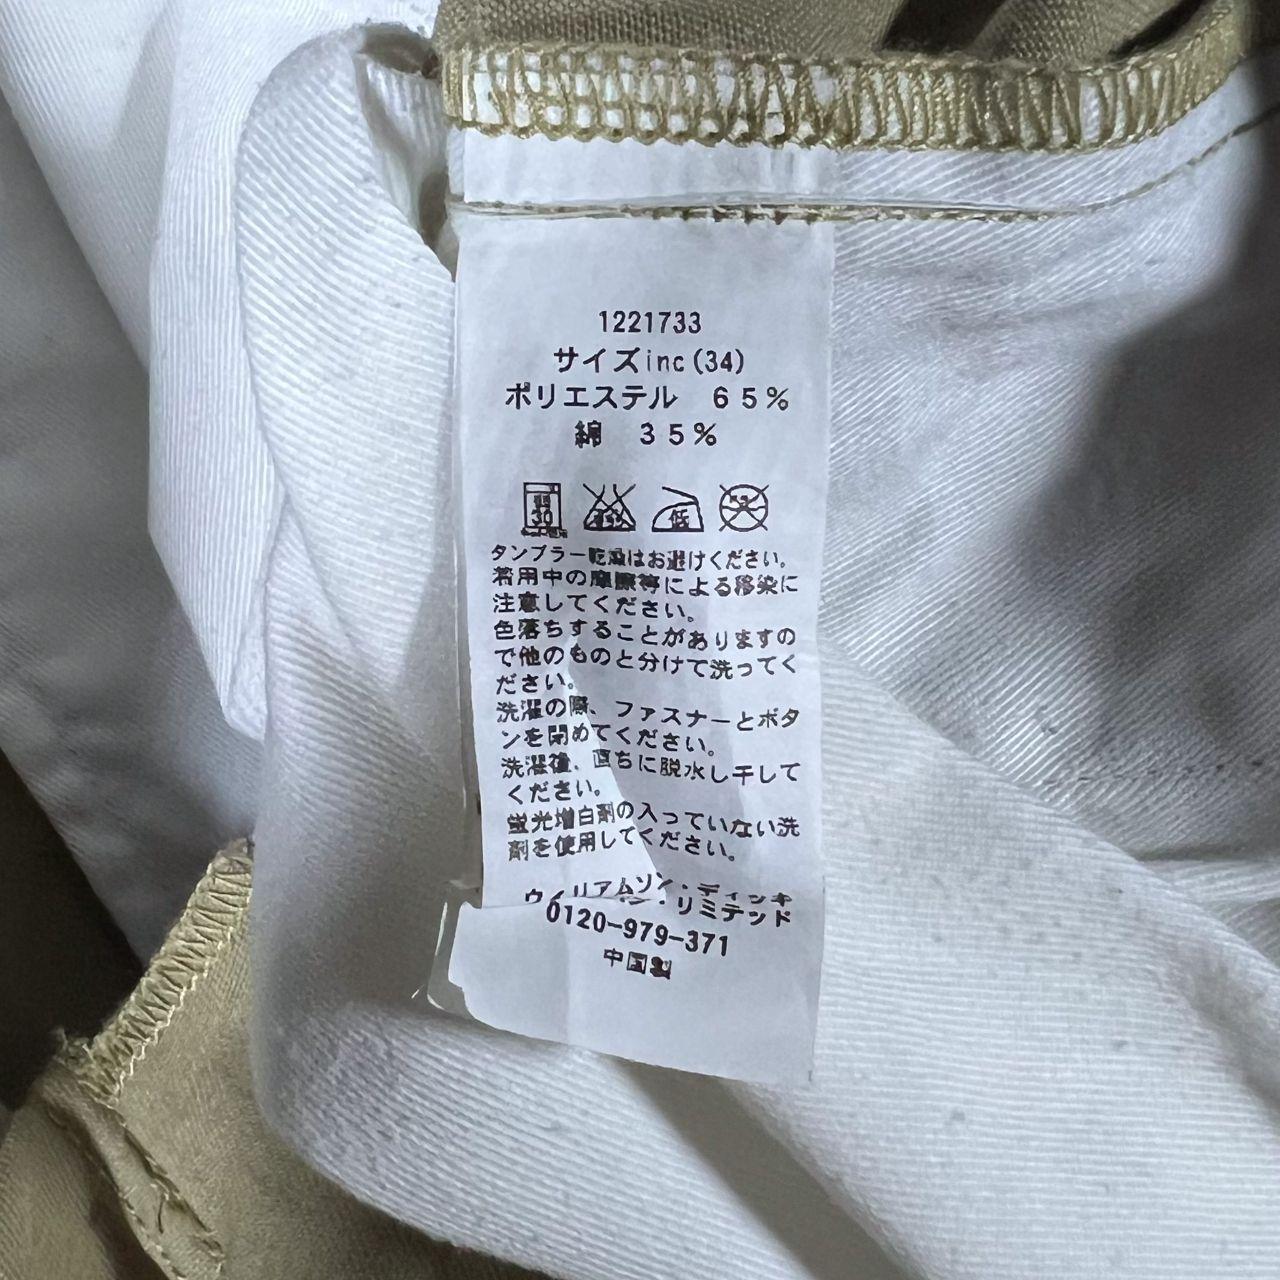 1221733
サイズinc(34)
ポリエステル　６５％
綿　３５％
30
低
タンブラー乾燥はお避けください。
着用中の摩擦等による移染に
注意してください。
色落ちすることがありますの
で他のものと分けて洗ってく
ださい。
洗濯の際、ファスナーとボタ
ンを閉めてください。
洗濯後、直ちに脱水し干して
ください。
蛍光増白剤の入っていない洗
剤を使用してください。
ウイリアムソン・ディッキ
・リミテッド
0120-979-371
中国製